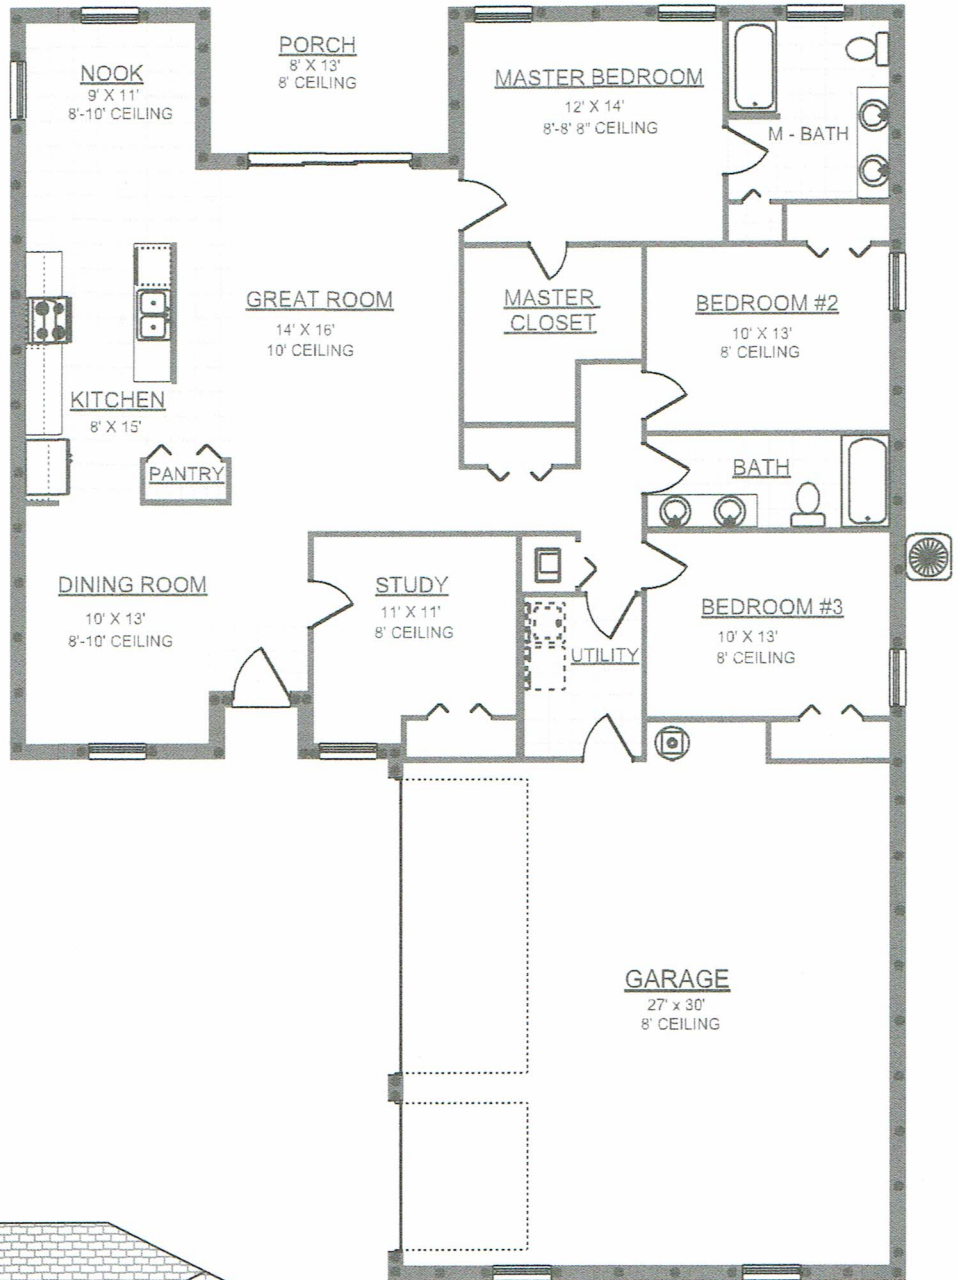 PORCH
8' X 13'
8' CEILING
NOOK
9' X 11'
8'-10' CEILING
MASTER BEDROOM
12' X 14'
8'-8' 8" CEILING
M - BATH
GREAT ROOM
14' X 16'
10' CEILING
MASTER
CLOSET
BEDROOM #2
10' X 13'
8' CEILING
KITCHEN
8' X 15'
PANTRY
BATH
DINING ROOM
10' X 13'
8'-10' CEILING
STUDY
11' X 11'
8' CEILING
BEDROOM #3
10' X 13'
8' CEILING
UTILITY
GARAGE
27' x 30'
8' CEILING